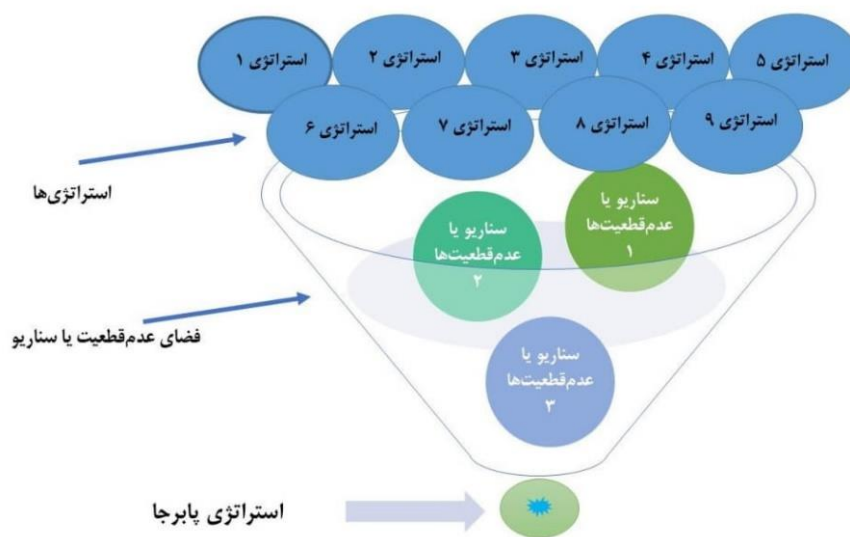 استراتژی ۱
استراتژی ۲
استراتژی ۳
استراتژی ۴
استراتژی ۵
استراتژی ۶
استراتژی ۷
استراتژی ۸
استراتژی ۹
استراتژی‌ها
سناریو یا
عدم‌قطعیت‌ها
۱
سناریو یا
عدم‌قطعیت‌ها
۲
فضای عدم‌قطعیت یا سناریو
سناریو یا
عدم‌قطعیت‌ها
۳
استراتژی پابرجا